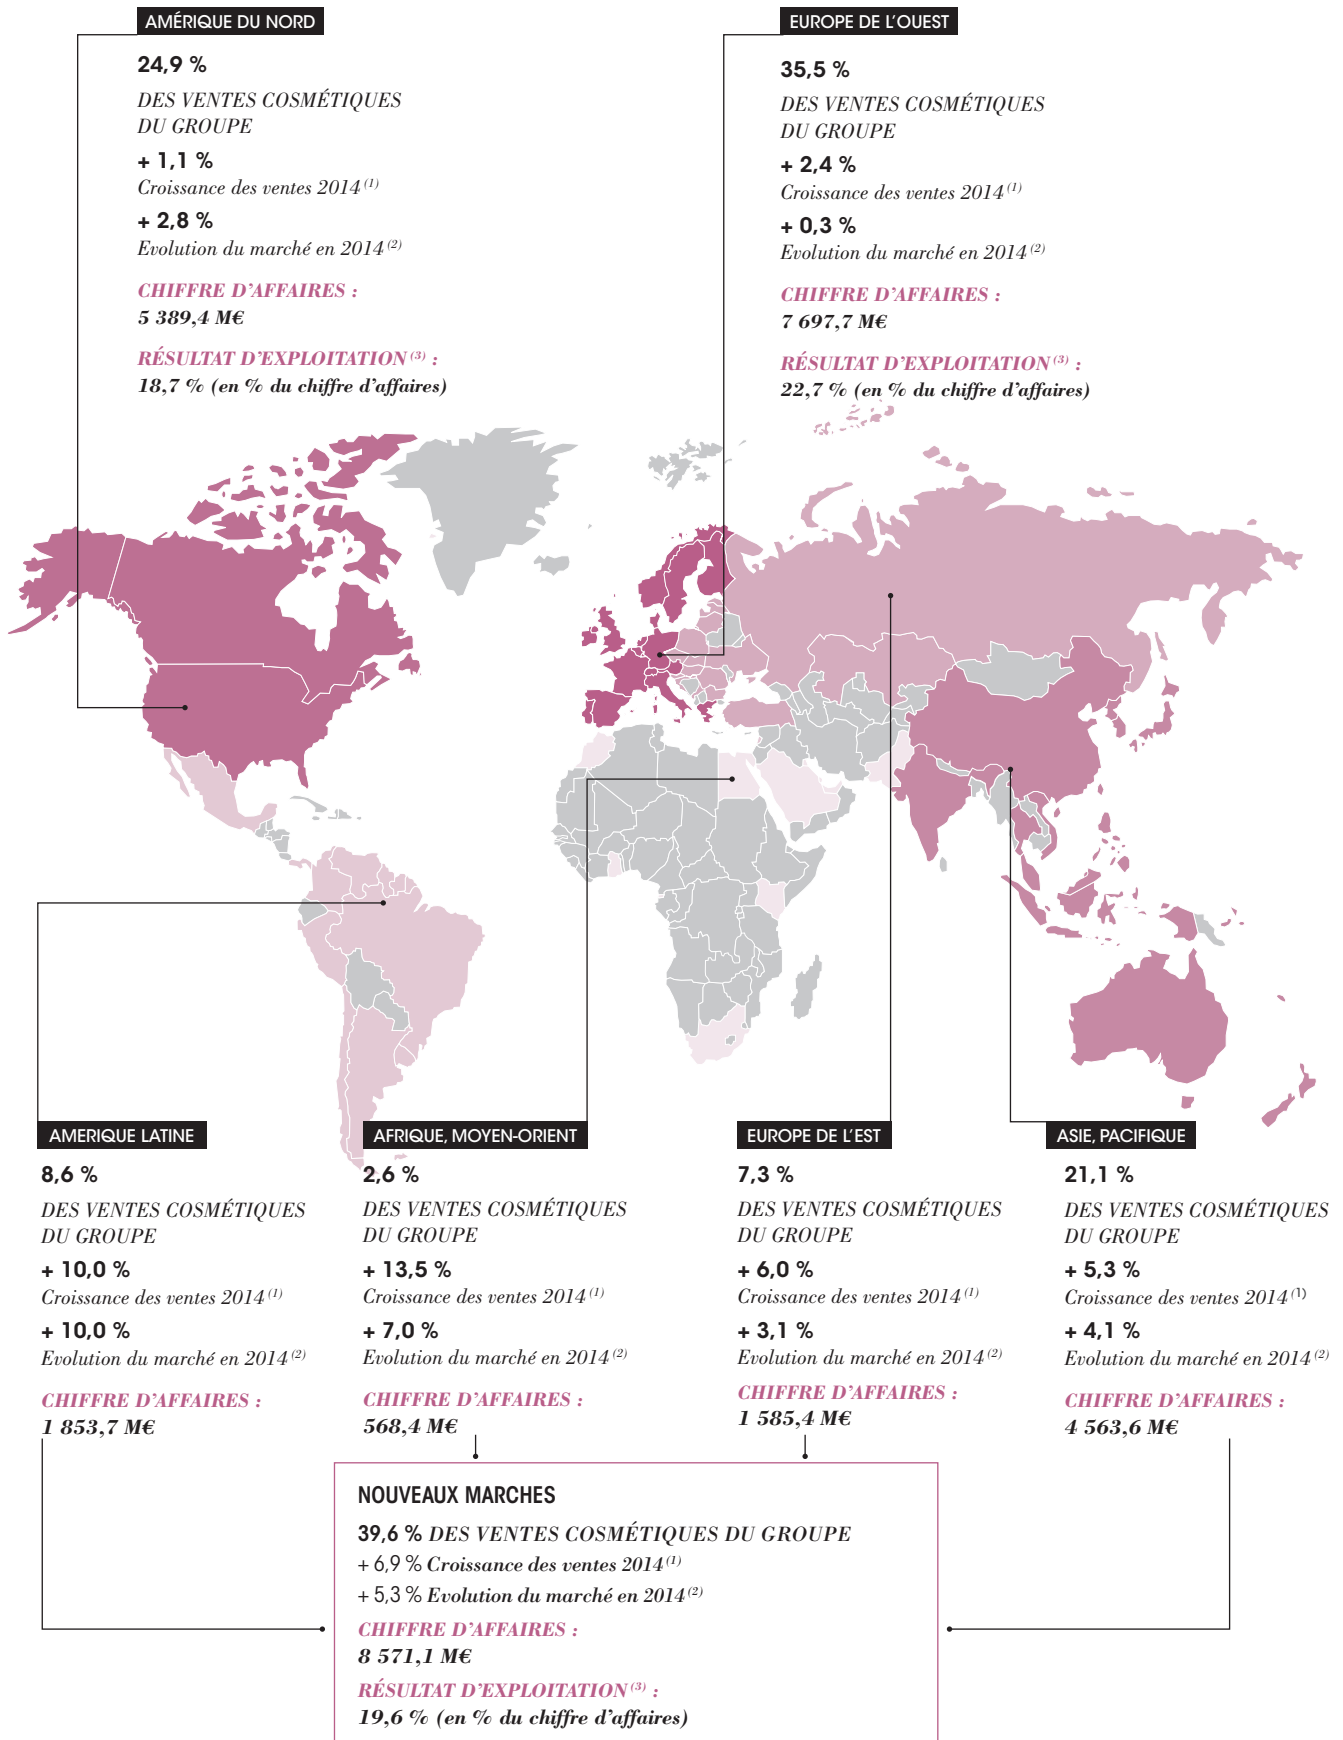 AMÉRIQUE DU NORD
24,9 %
DES VENTES COSMÉTIQUES
DU GROUPE
+ 1,1 %
Croissance des ventes 2014 (1)
+ 2,8 %
Evolution du marché en 2014 (2)
CHIFFRE D'AFFAIRES :
5 389,4 M€
RÉSULTAT D'EXPLOITATION (3) :
18,7 % (en % du chiffre d'affaires)
EUROPE DE L'OUEST
35,5 %
DES VENTES COSMÉTIQUES
DU GROUPE
+ 2,4 %
Croissance des ventes 2014 (1)
+ 0,3 %
Evolution du marché en 2014 (2)
CHIFFRE D'AFFAIRES :
7 697,7 M€
RÉSULTAT D'EXPLOITATION (3) :
22,7 % (en % du chiffre d'affaires)
AMERIQUE LATINE
8,6 %
DES VENTES COSMÉTIQUES
DU GROUPE
+ 10,0 %
Croissance des ventes 2014 (1)
+ 10,0 %
Evolution du marché en 2014 (2)
CHIFFRE D'AFFAIRES :
1 853,7 M€
AFRIQUE, MOYEN-ORIENT
2,6 %
DES VENTES COSMÉTIQUES
DU GROUPE
+ 13,5 %
Croissance des ventes 2014 (1)
+ 7,0 %
Evolution du marché en 2014 (2)
CHIFFRE D'AFFAIRES :
568,4 M€
EUROPE DE L'EST
7,3 %
DES VENTES COSMÉTIQUES
DU GROUPE
+ 6,0 %
Croissance des ventes 2014 (1)
+ 3,1 %
Evolution du marché en 2014 (2)
CHIFFRE D'AFFAIRES :
1 585,4 M€
ASIE, PACIFIQUE
21,1 %
DES VENTES COSMÉTIQUES
DU GROUPE
+ 5,3 %
Croissance des ventes 2014 (1)
+ 4,1 %
Evolution du marché en 2014 (2)
CHIFFRE D'AFFAIRES :
4 563,6 M€
NOUVEAUX MARCHES
39,6 % DES VENTES COSMÉTIQUES DU GROUPE
+ 6,9 % Croissance des ventes 2014 (1)
+ 5,3 % Evolution du marché en 2014 (2)
CHIFFRE D'AFFAIRES :
8 571,1 M€
RÉSULTAT D'EXPLOITATION (3) :
19,6 % (en % du chiffre d'affaires)